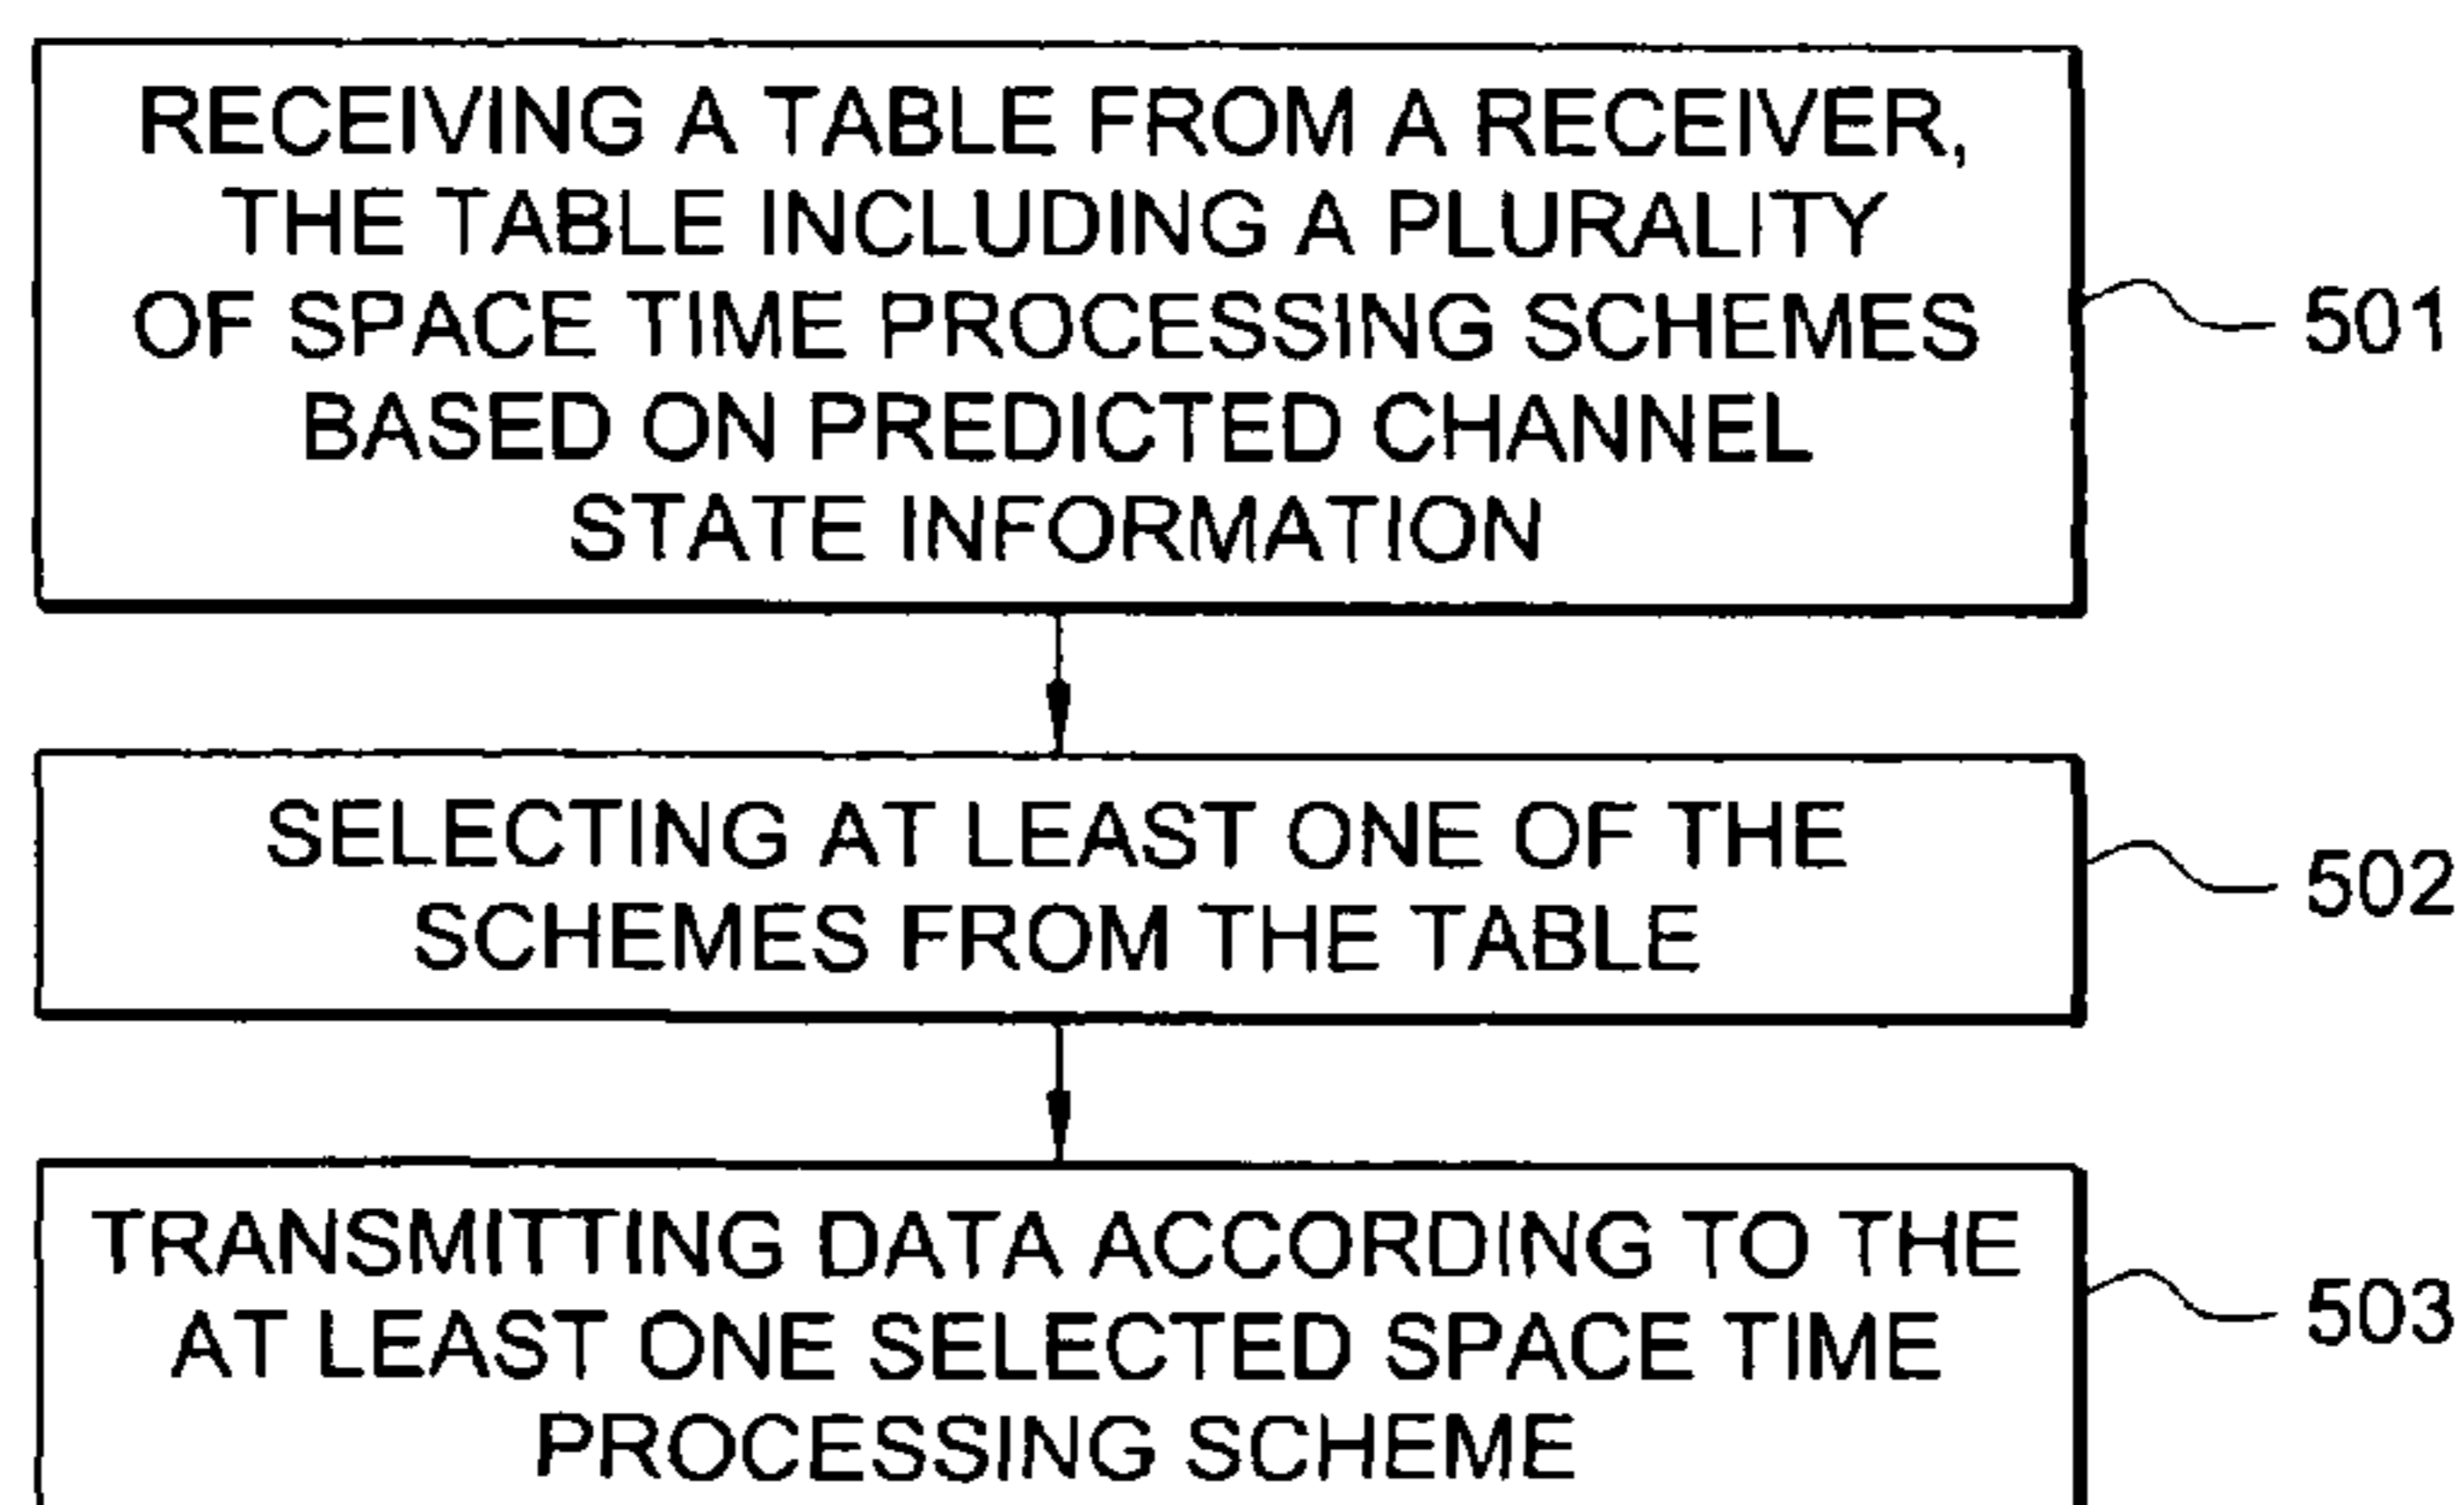 RECEIVING A TABLE FROM A RECEIVER,
THE TABLE INCLUDING A PLURALITY
OF SPACE TIME PROCESSING SCHEMES
BASED ON PREDICTED CHANNEL
STATE INFORMATION
501
SELECTING AT LEAST ONE OF THE
SCHEMES FROM THE TABLE
502
TRANSMITTING DATA ACCORDING TO THE
AT LEAST ONE SELECTED SPACE TIME
PROCESSING SCHEME
503